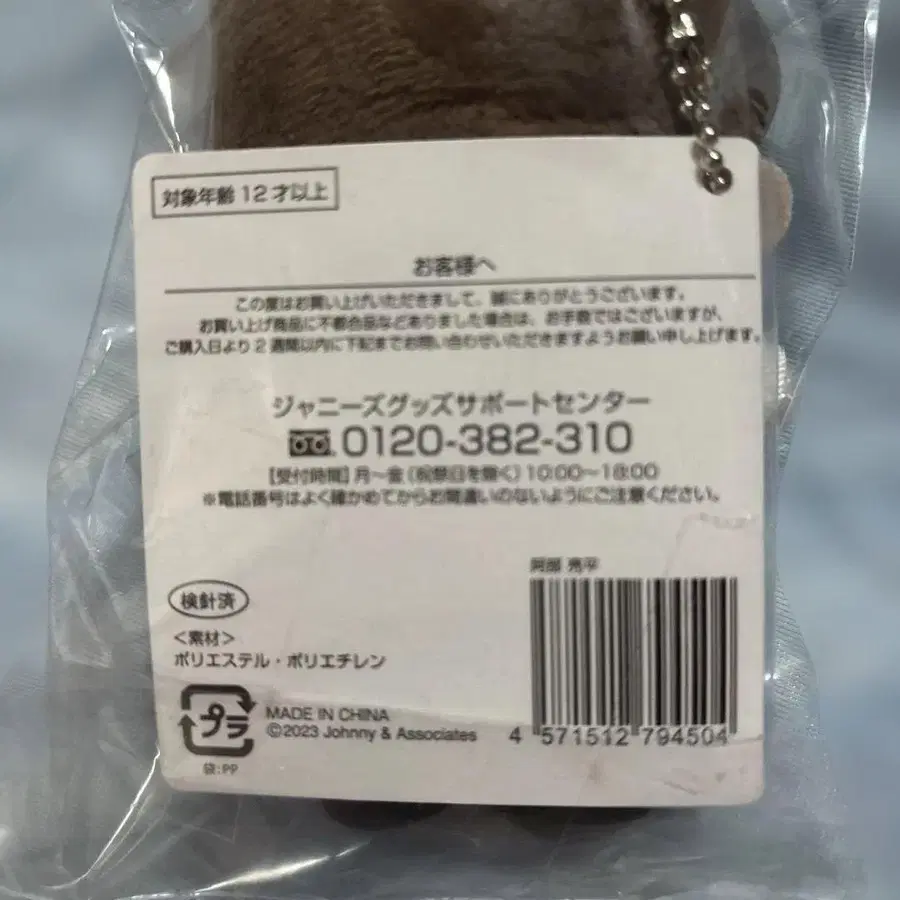 対象年齢12才以上
お客様へ
この度はお買い上げいただきまして、誠にありがとうございます。
お買い上げ商品に不都合品などありました場合は、お手数ではございますが、
ご購入日より2週間以内に下記までお問い合わせいただきますようお願い申し上げます。
ジャニーズグッズサポートセンター
0120-382-310
[受付時間]月〜金(祝祭日を除く)10:00〜18:00
※電話番号はよく確かめてからお間違いのないようにご注意ください。
阿部 亮平
検針済
<素材>
ポリエステル・ポリエチレン
プラ
MADE IN CHINA
©2023 Johnny & Associates
袋:PP
4 571512 794504